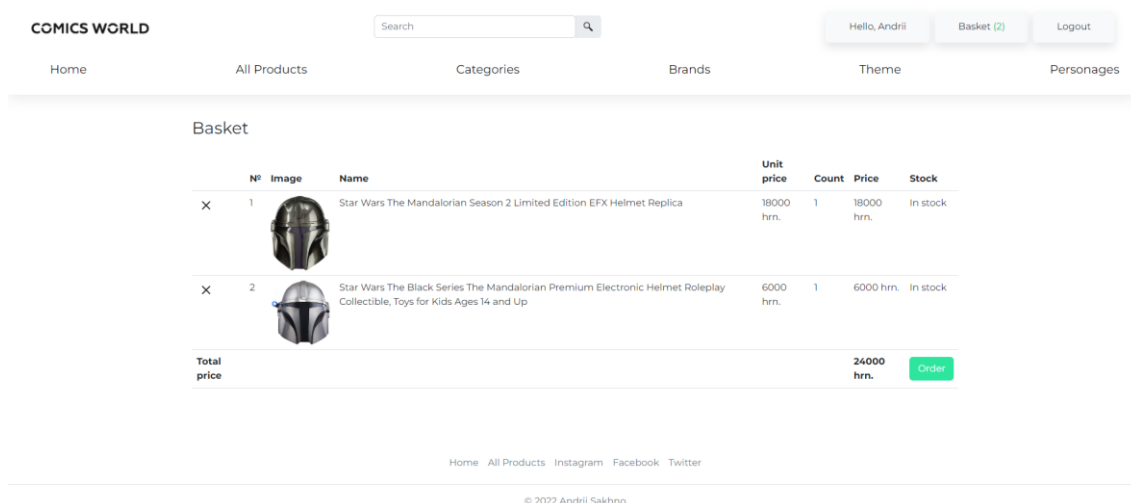 COMICS WORLD
Search
Hello, Andrii
Basket (2)
Logout
Home
All Products
Categories
Brands
Theme
Personages
Basket
№ Image Name Unit price Count Price Stock
1 Star Wars The Mandalorian Season 2 Limited Edition EFX Helmet Replica 18000 hrn. 1 18000 hrn. In stock
2 Star Wars The Black Series The Mandalorian Premium Electronic Helmet Roleplay 6000 hrn. 1 6000 hrn. In stock
Collectible, Toys for Kids Ages 14 and Up
Total price 24000 hrn. Order
Home All Products Instagram Facebook Twitter
© 2022 Andrii Sakhno